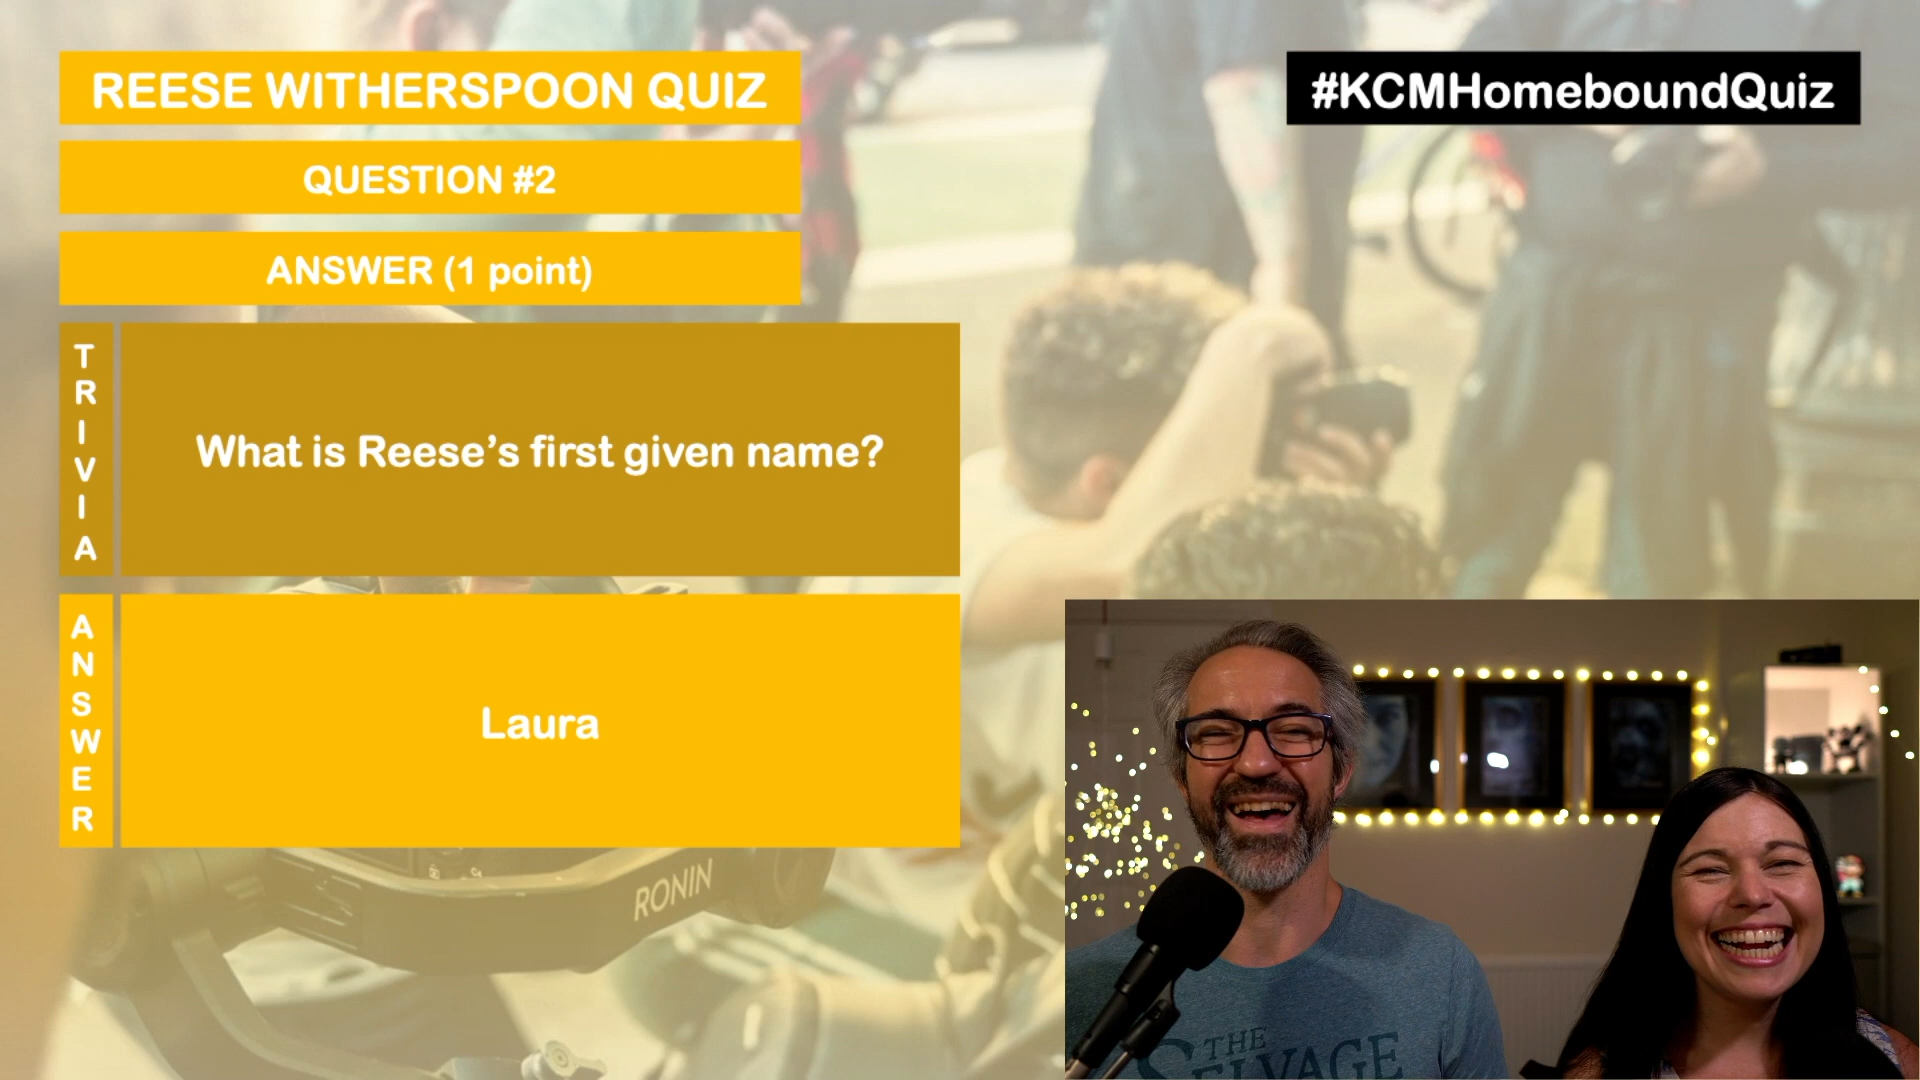 REESE WITHERSPOON QUIZ
#KCMHomeboundQuiz
QUESTION #2
ANSWER (1 point)
TRIVIA
What is Reese’s first given name?
ANSWER
Laura
RONIN
THE
SELVAGE